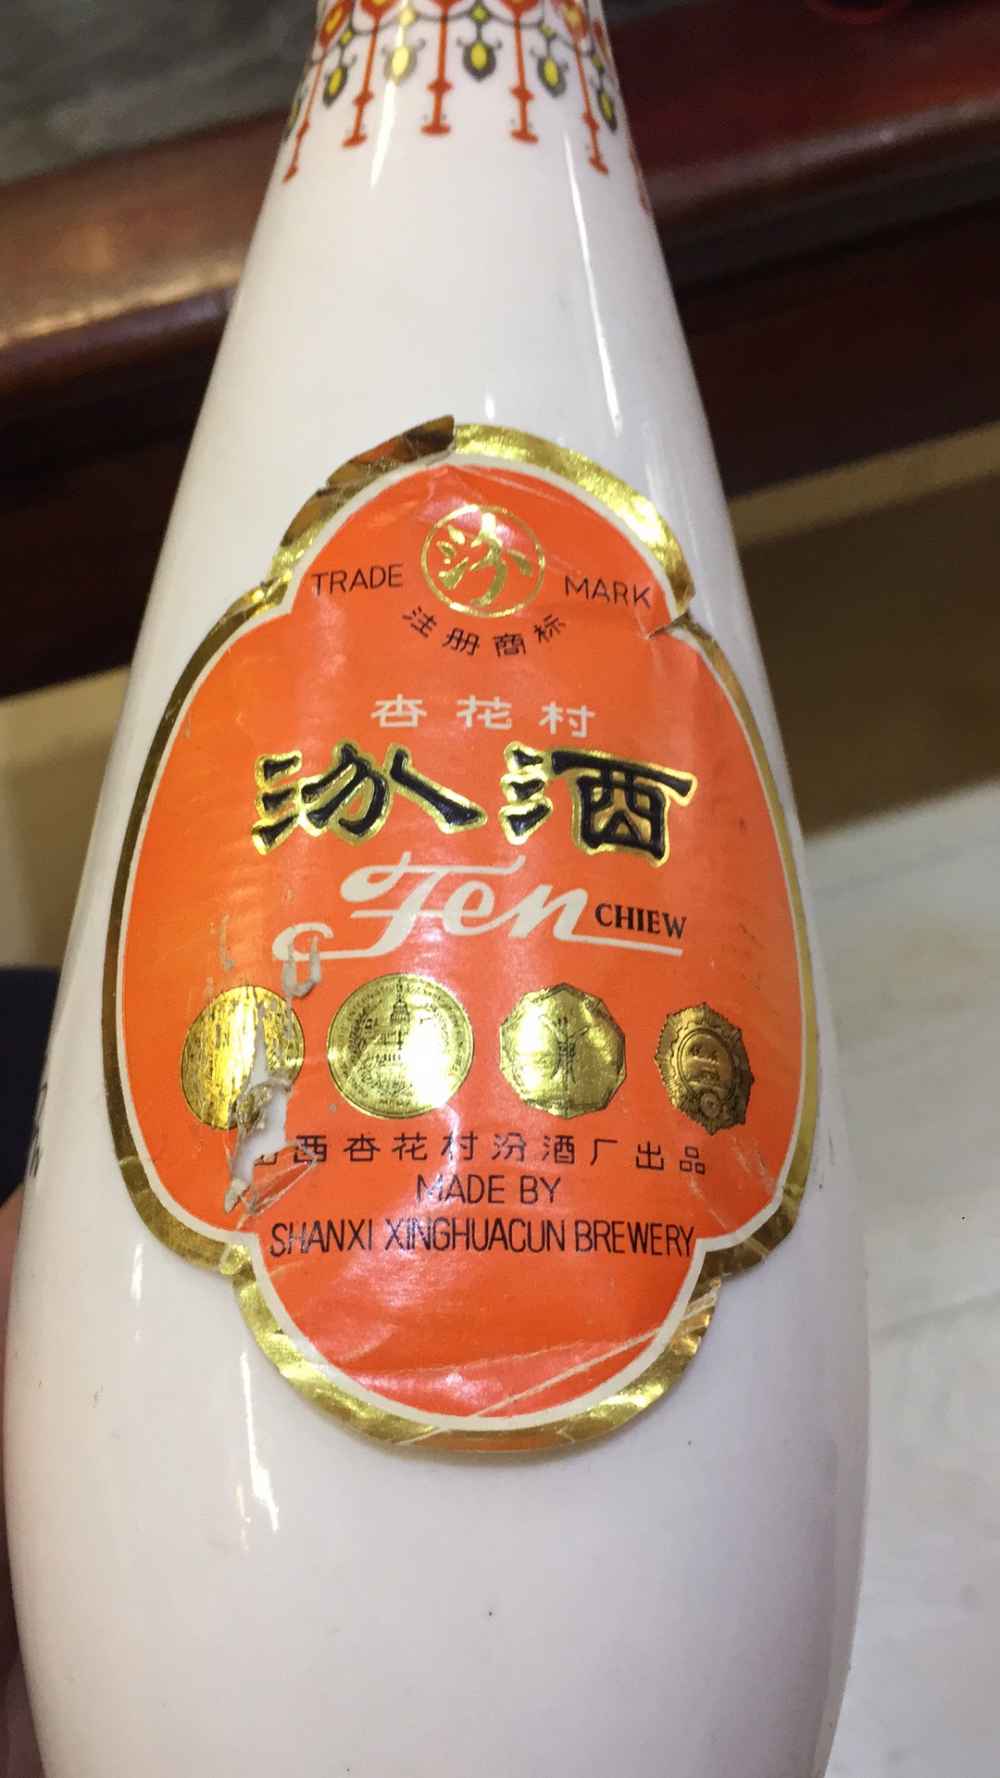 汾
TRADE MARK
注册商标
杏花村
汾酒
Fen CHIEW
山西杏花村汾酒厂出品
MADE BY
SHANXI XINGHUACUN BREWERY